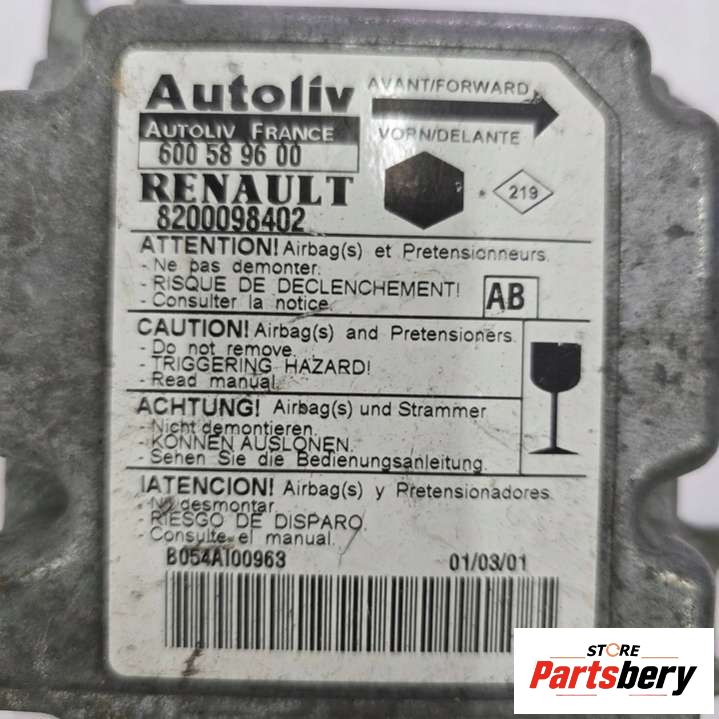 Autoliv
AUTOLIV FRANCE
600 58 96 00
AVANT/FORWARD
VORN/DELANTE
RENAULT
8200098402
* 219
ATTENTION! Airbag(s) et Pretensionneurs.
- Ne pas demonter.
- RISQUE DE DECLENCHEMENT!
- Consulter la notice.
AB
CAUTION! Airbag(s) and Pretensioners.
- Do not remove.
- TRIGGERING HAZARD!
- Read manual.
ACHTUNG! Airbag(s) und Strammer
- Nicht demontieren.
- KONNEN AUSLONEN.
- Sehen Sie die Bedienungsanleitung.
IATENCION! Airbag(s) y Pretensionadores.
- No desmontar
- RIESGO DE DISPARO.
- Consulte el manual.
B054A100963
01/03/01
STORE
Partsbery